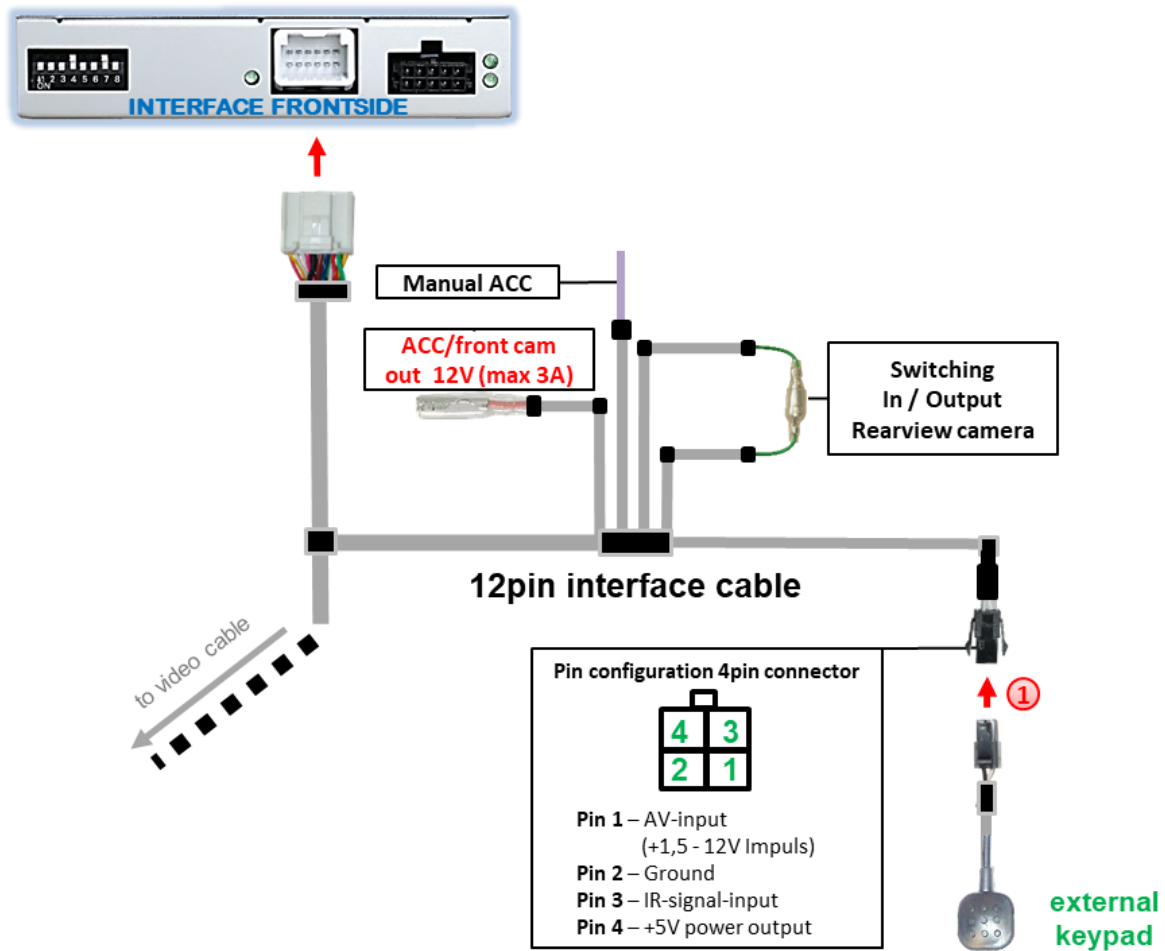 1 2 3 4 5 6 7 8
ON
INTERFACE FRONTSIDE
Manual ACC
ACC/front cam
out 12V (max 3A)
Switching
In / Output
Rearview camera
12pin interface cable
to video cable
Pin configuration 4pin connector
4 3
2 1
Pin 1 – AV-input
(+1,5 - 12V Impuls)
Pin 2 – Ground
Pin 3 – IR-signal-input
Pin 4 – +5V power output
1
external
keypad